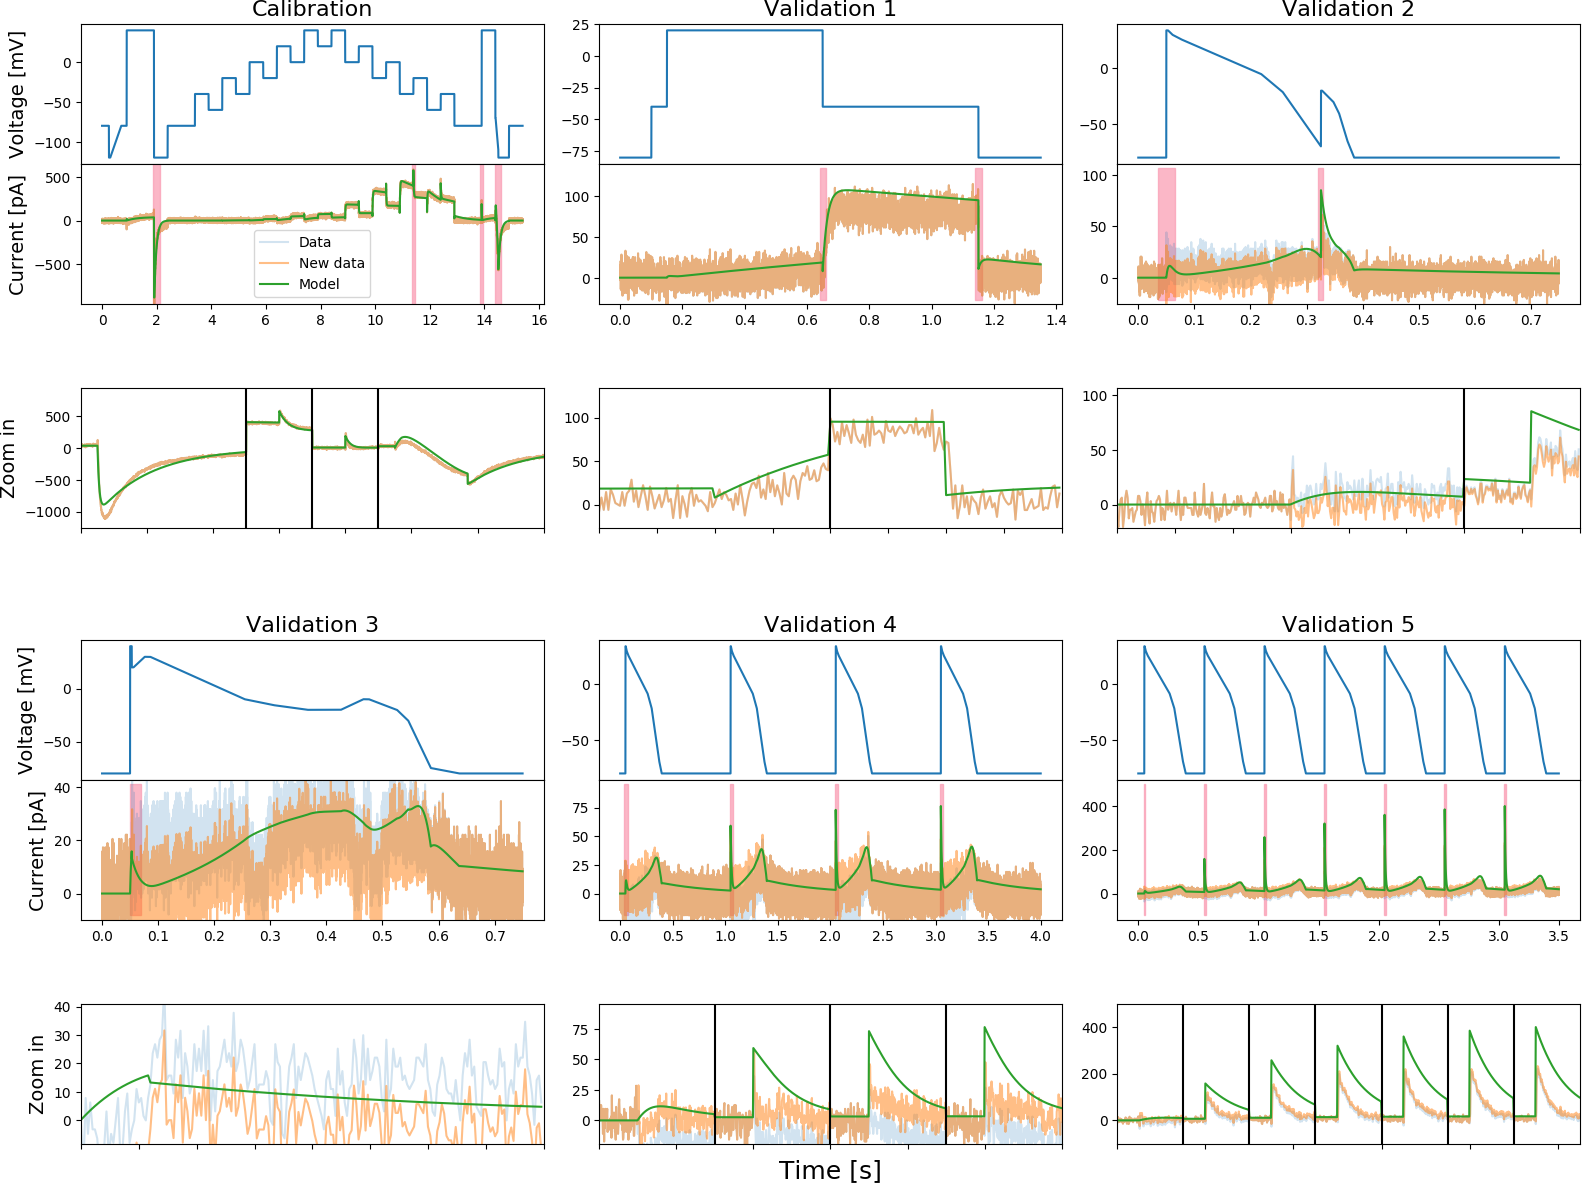 Calibration
Validation 1
Validation 2
Voltage [mV]
0
−50
−100
25
0
−25
−50
−75
0
−50
Current [pA]
500
0
−500
Data
New data
Model
100
50
0
100
50
0
0 2 4 6 8 10 12 14 16
0.0 0.2 0.4 0.6 0.8 1.0 1.2 1.4
0.0 0.1 0.2 0.3 0.4 0.5 0.6 0.7
Zoom in
500
0
−500
−1000
100
50
0
100
50
0
Validation 3
Validation 4
Validation 5
Voltage [mV]
0
−50
0
−50
0
−50
Current [pA]
40
20
0
75
50
25
0
400
200
0
0.0 0.1 0.2 0.3 0.4 0.5 0.6 0.7
0.0 0.5 1.0 1.5 2.0 2.5 3.0 3.5 4.0
0.0 0.5 1.0 1.5 2.0 2.5 3.0 3.5
Zoom in
40
30
20
10
0
75
50
25
0
400
200
0
Time [s]